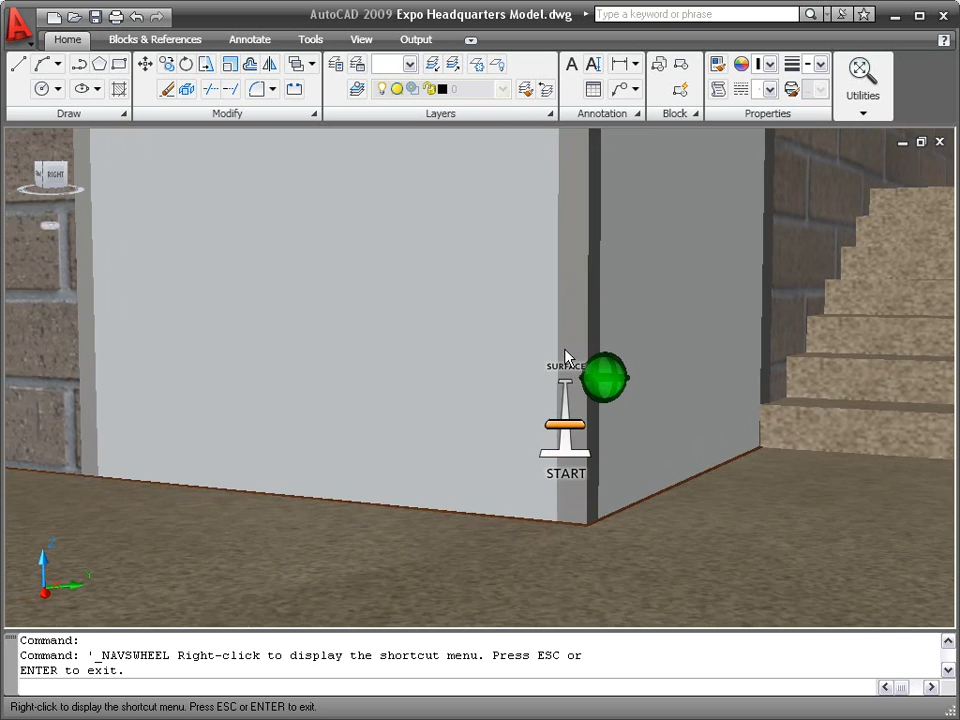 AutoCAD 2009 Expo Headquarters Model.dwg
Type a keyword or phrase
Home Blocks & References Annotate Tools View Output
0
Utilities
Draw Modify Layers Annotation Block Properties
RIGHT
SURFACE
START
Z
Y
Command:
Command: '_NAVSWHEEL Right-click to display the shortcut menu. Press ESC or
ENTER to exit.
Right-click to display the shortcut menu. Press ESC or ENTER to exit.